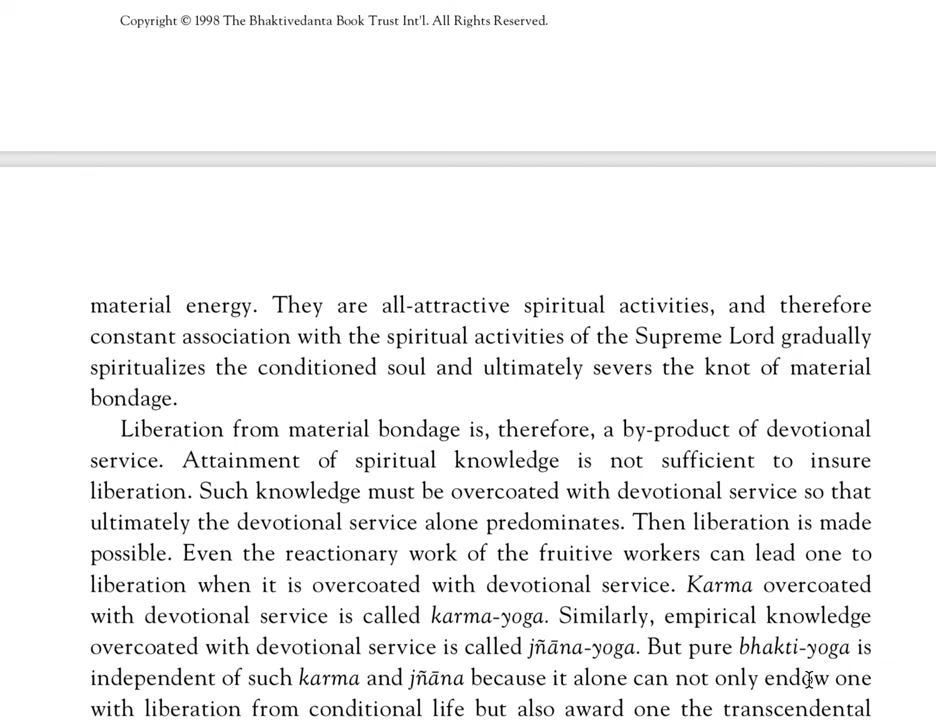 Copyright © 1998 The Bhaktivedanta Book Trust Int'l. All Rights Reserved.
material energy. They are all-attractive spiritual activities, and therefore
constant association with the spiritual activities of the Supreme Lord gradually
spiritualizes the conditioned soul and ultimately severs the knot of material
bondage.
Liberation from material bondage is, therefore, a by-product of devotional
service. Attainment of spiritual knowledge is not sufficient to insure
liberation. Such knowledge must be overcoated with devotional service so that
ultimately the devotional service alone predominates. Then liberation is made
possible. Even the reactionary work of the fruitive workers can lead one to
liberation when it is overcoated with devotional service. Karma overcoated
with devotional service is called karma-yoga. Similarly, empirical knowledge
overcoated with devotional service is called jñāna-yoga. But pure bhakti-yoga is
independent of such karma and jñāna because it alone can not only endow one
with liberation from conditional life but also award one the transcendental